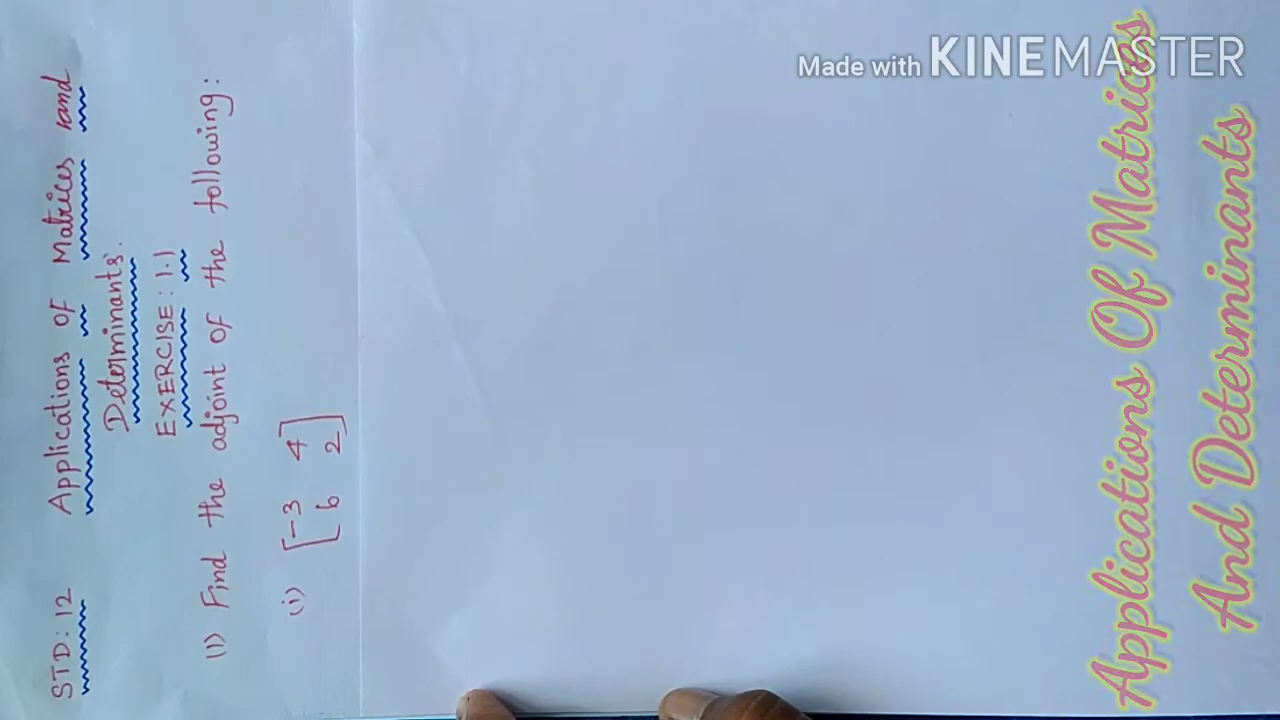 STD: 12 Applications of Matrices and
Determinants.
EXERCISE: 1.1
(1) Find the adjoint of the following:
(i) [-3 4
6 2]
Made with KINEMASTER
Applications Of Matrices
And Determinants